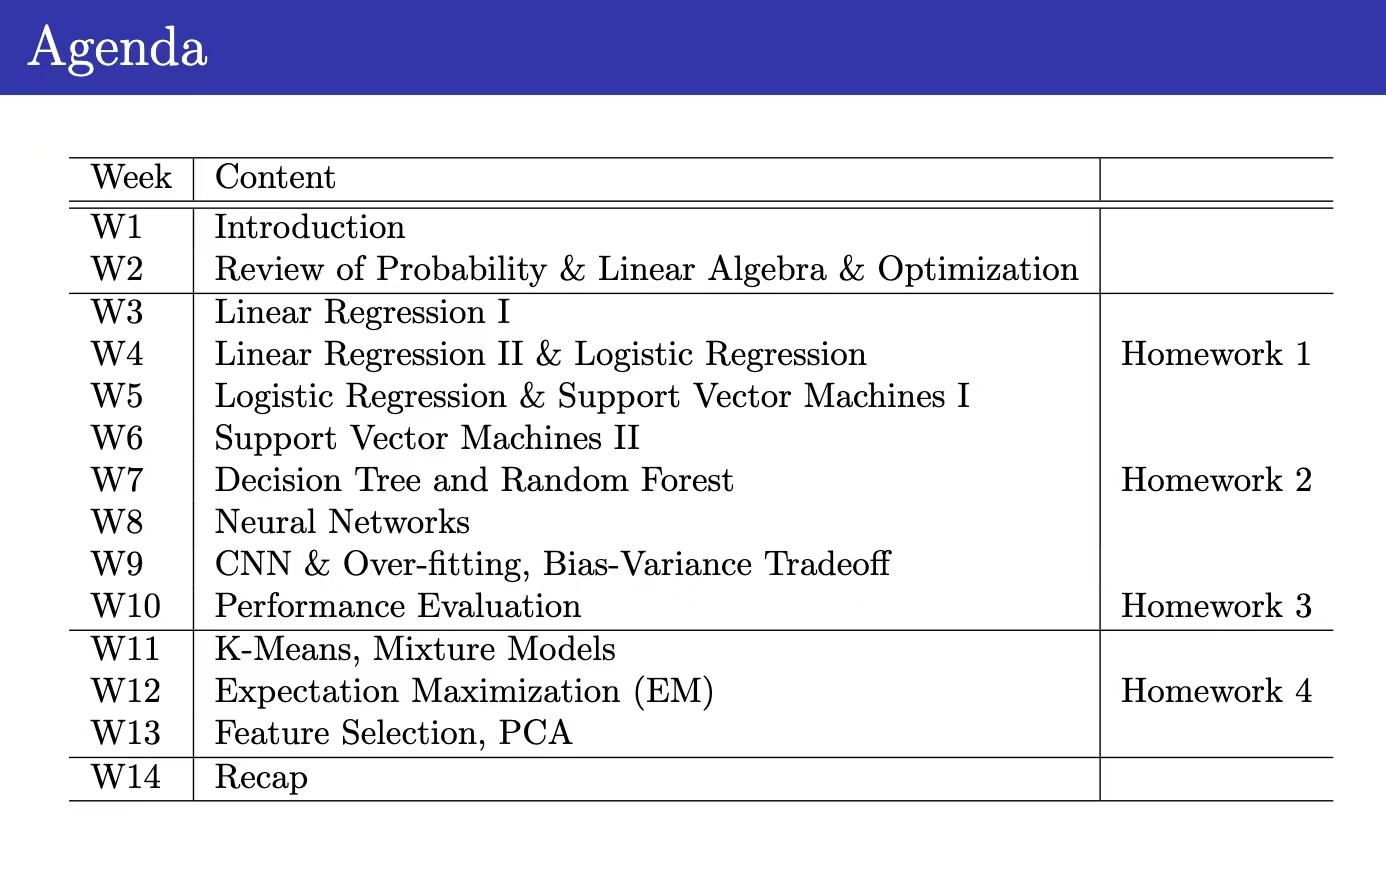 Agenda
Week Content
W1 Introduction
W2 Review of Probability & Linear Algebra & Optimization
W3 Linear Regression I
W4 Linear Regression II & Logistic Regression Homework 1
W5 Logistic Regression & Support Vector Machines I
W6 Support Vector Machines II
W7 Decision Tree and Random Forest Homework 2
W8 Neural Networks
W9 CNN & Over-fitting, Bias-Variance Tradeoff
W10 Performance Evaluation Homework 3
W11 K-Means, Mixture Models
W12 Expectation Maximization (EM) Homework 4
W13 Feature Selection, PCA
W14 Recap